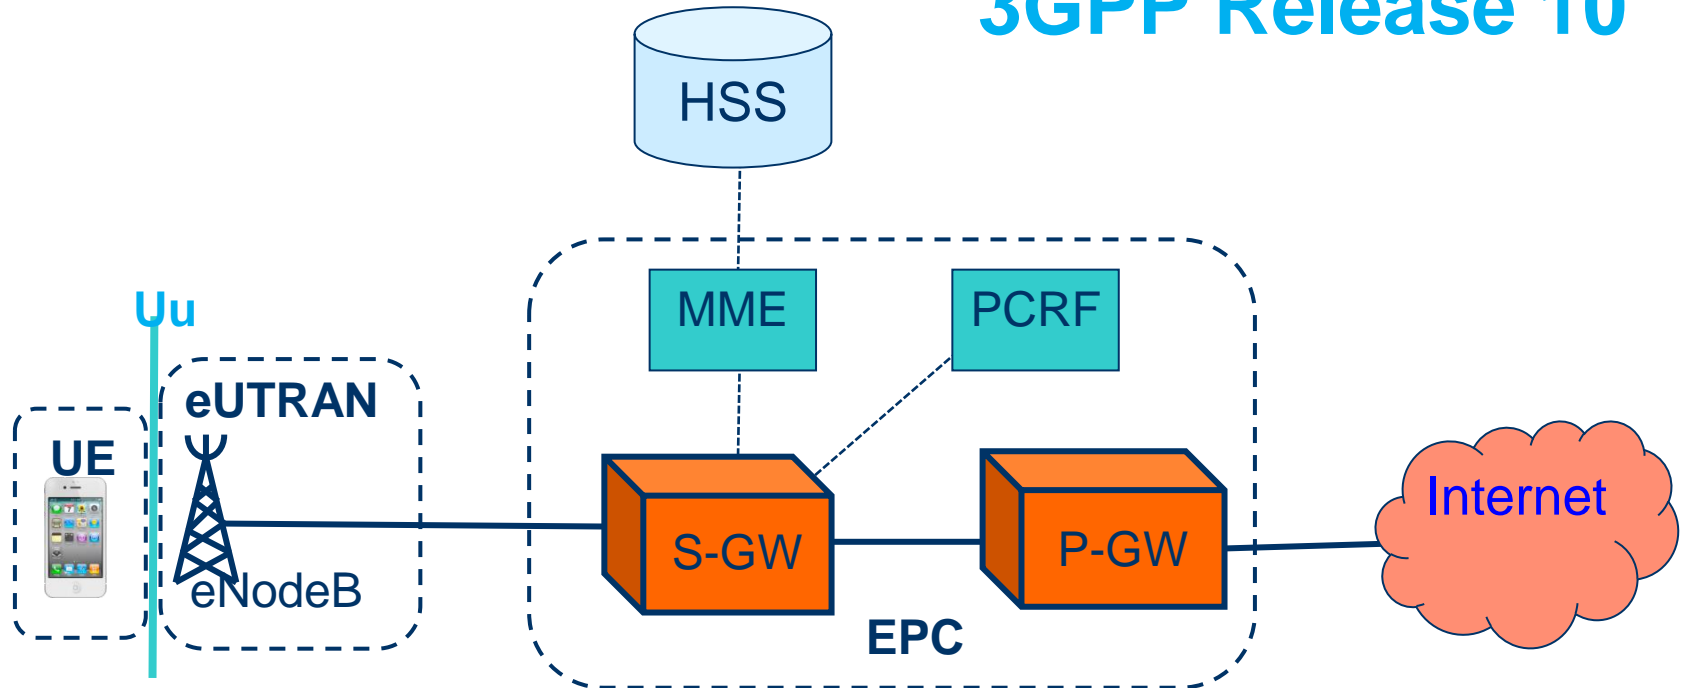 3GPP Release 10
HSS
MME
PCRF
Uu
eUTRAN
UE
Internet
S-GW
P-GW
eNodeB
EPC